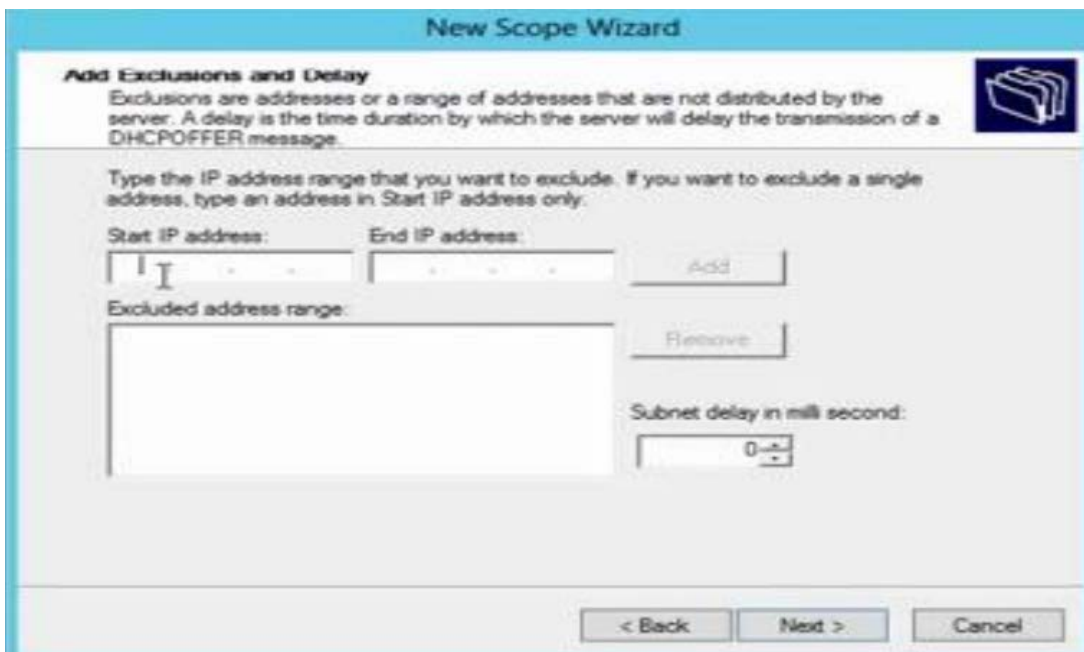 New Scope Wizard
Add Exclusions and Delay
Exclusions are addresses or a range of addresses that are not distributed by the
server. A delay is the time duration by which the server will delay the transmission of a
DHCPOFFER message.
Type the IP address range that you want to exclude. If you want to exclude a single
address, type an address in Start IP address only.
Start IP address: End IP address:
Add
Excluded address range:
Remove
Subnet delay in milli second:
0
< Back Next > Cancel